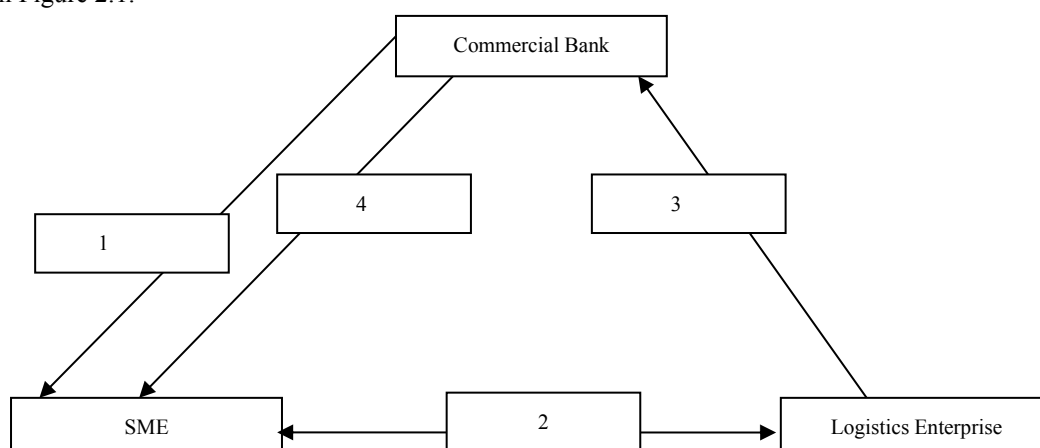 n Figure 2.1.
Commercial Bank
4
3
1
2
SME
Logistics Enterprise